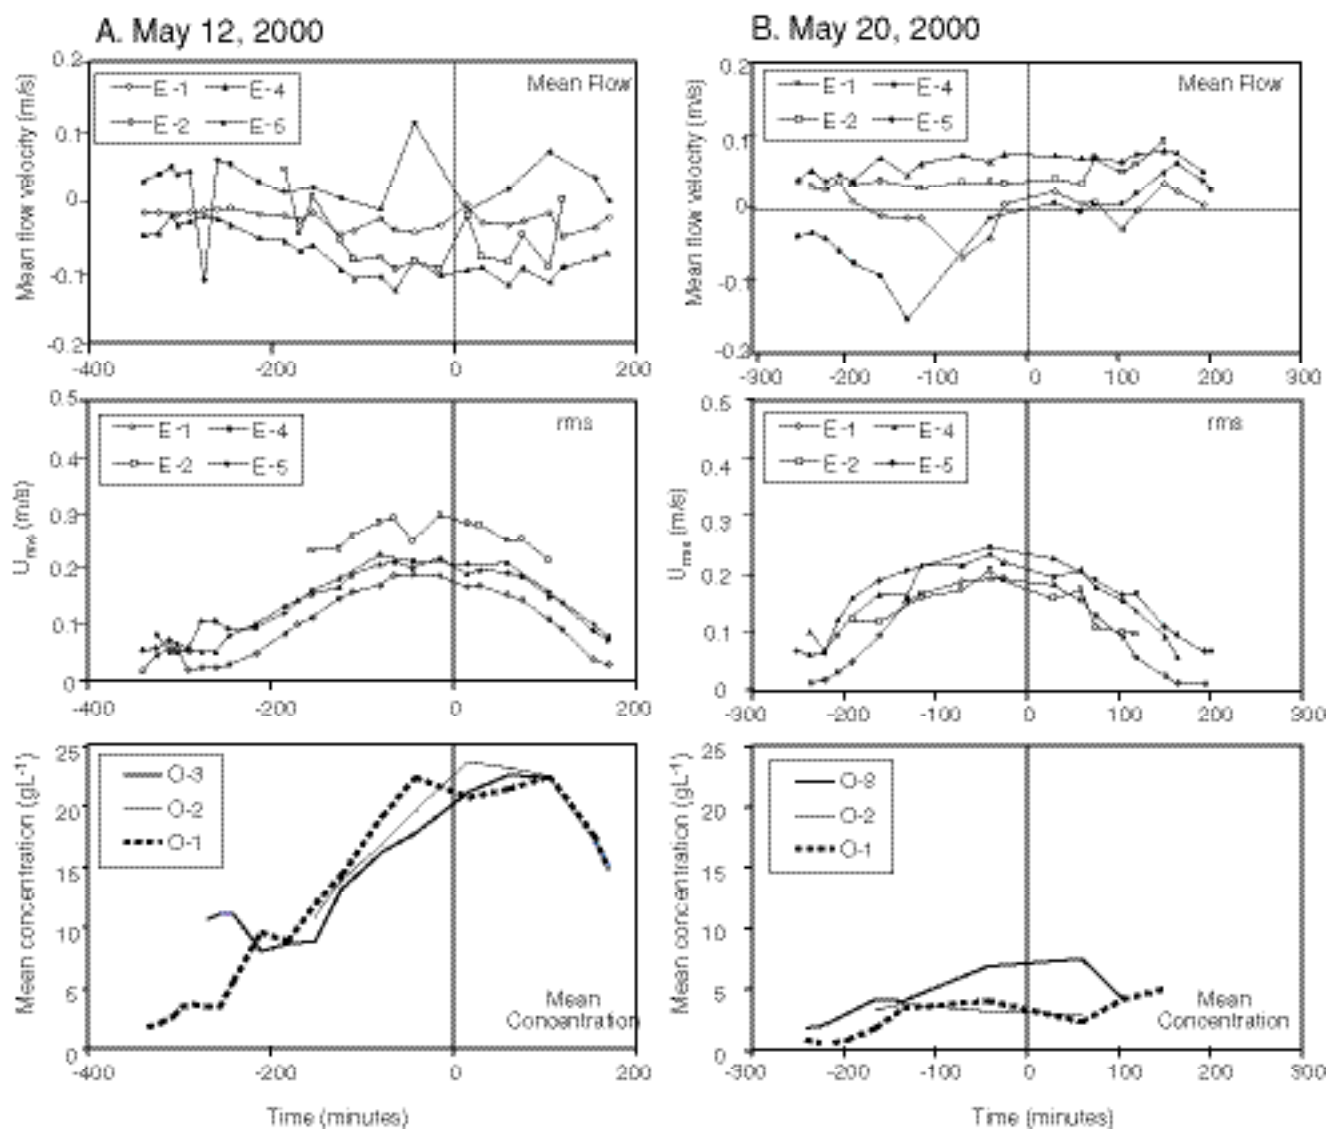 A. May 12, 2000
Mean flow velocity (m/s)
0.2
0.1
0
-0.1
-0.2
E-1
E-4
E-2
E-5
Mean Flow
-400
-200
0
200
B. May 20, 2000
Mean flow velocity (m/s)
0.2
0.1
0
-0.1
-0.2
E-1
E-4
E-2
E-5
Mean Flow
-300
-200
-100
0
100
200
300
Urms (m/s)
0.5
0.4
0.3
0.2
0.1
0
E-1
E-4
E-2
E-5
rms
-400
-200
0
200
Urms (m/s)
0.5
0.4
0.3
0.2
0.1
0
E-1
E-4
E-2
E-5
rms
-300
-200
-100
0
100
200
300
Mean concentration (gL-1)
25
20
15
10
5
0
O-3
O-2
O-1
Mean
Concentration
-400
-200
0
200
Time (minutes)
Mean concentration (gL-1)
25
20
15
10
5
0
O-3
O-2
O-1
Mean
Concentration
-300
-200
-100
0
100
200
300
Time (minutes)